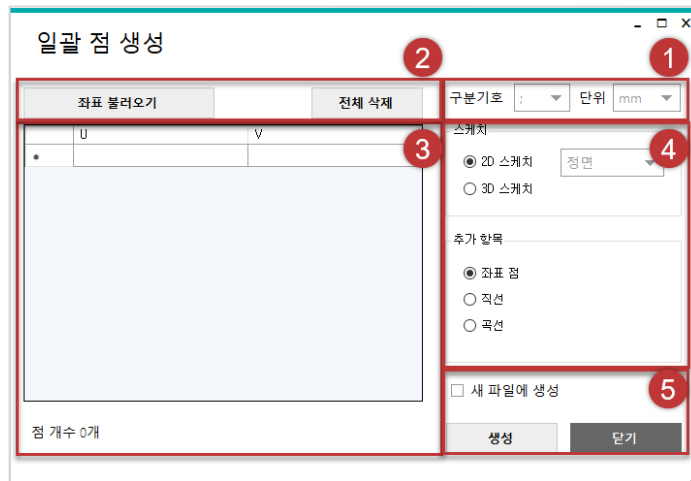 일괄 점 생성
2
1
좌표 불러오기
전체 삭제
구분기호 ; 단위 mm
U V
3
스케치
4
2D 스케치 정면
3D 스케치
추가 항목
좌표 점
직선
곡선
새 파일에 생성
5
점 개수 0개
생성 닫기